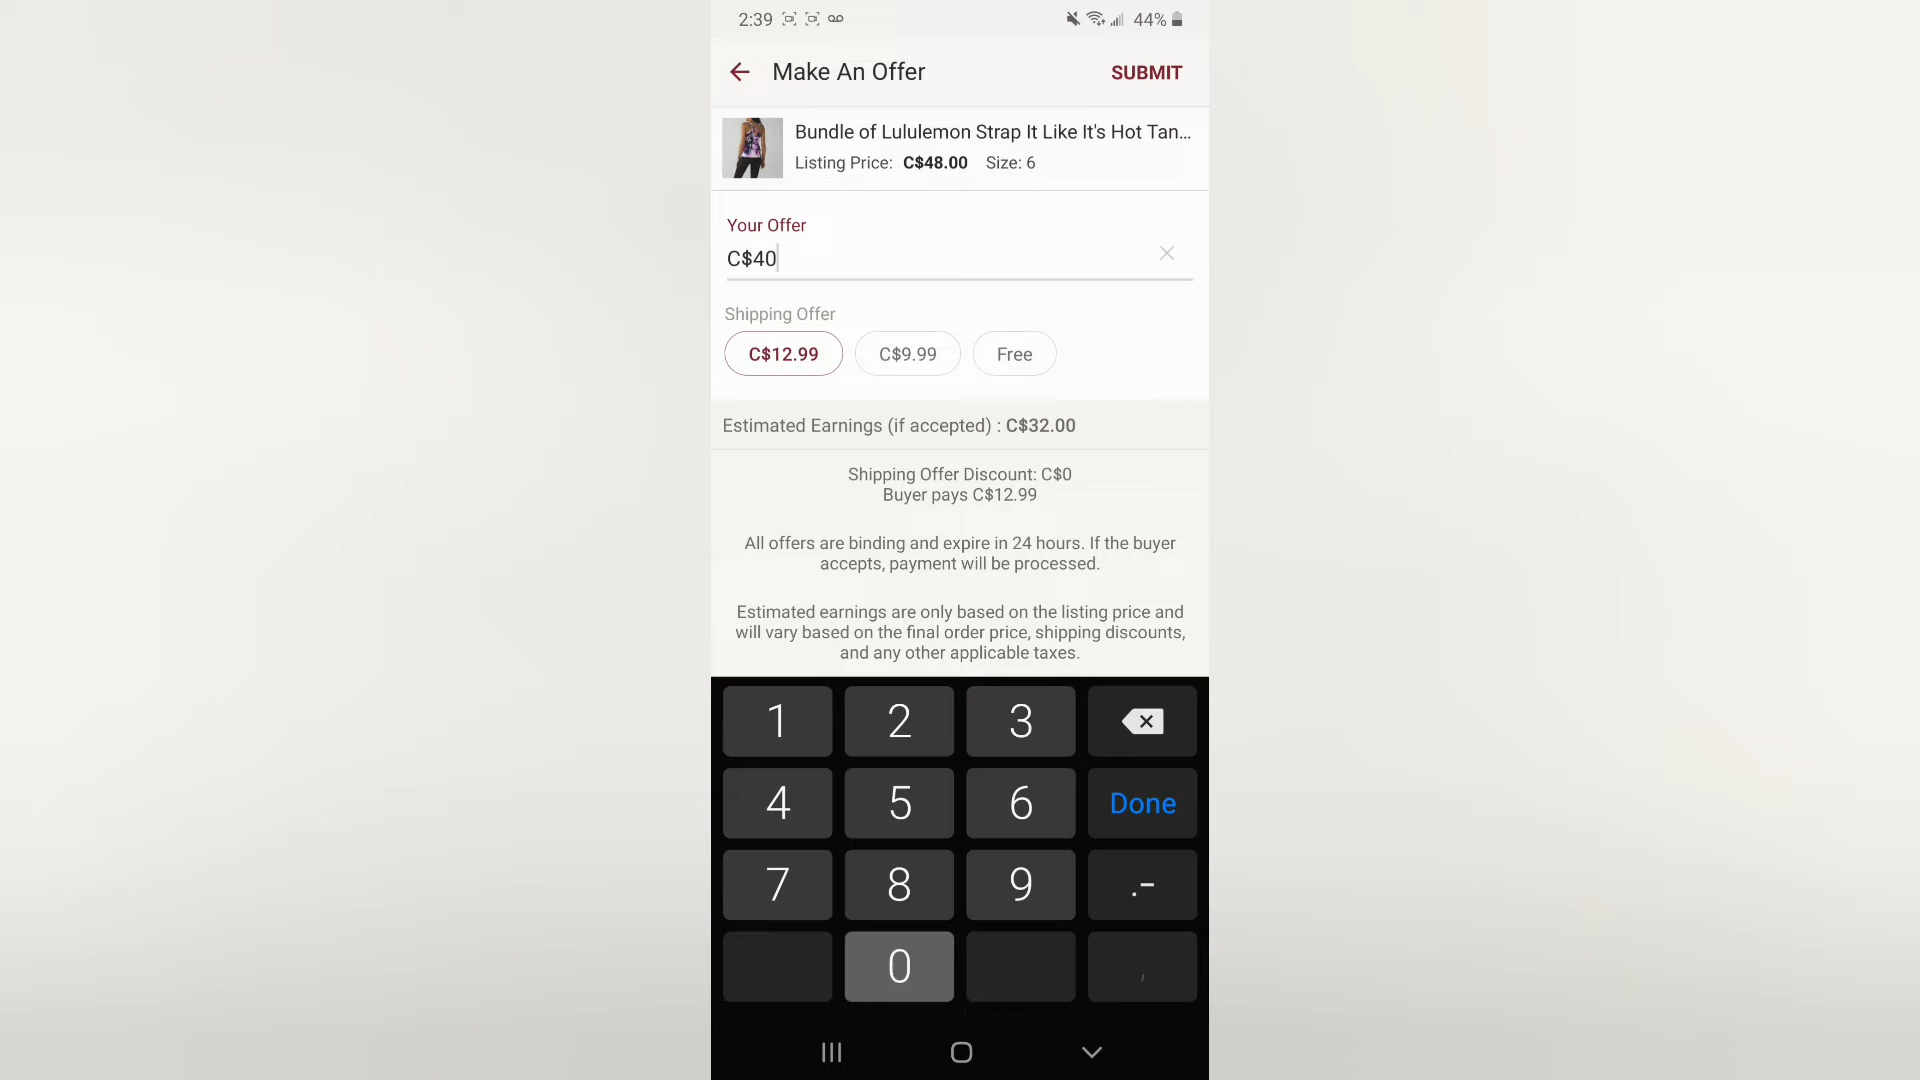 2:39 44%
Make An Offer SUBMIT
Bundle of Lululemon Strap It Like It's Hot Tan...
Listing Price: C$48.00 Size: 6
Your Offer
C$40
Shipping Offer
C$12.99 C$9.99 Free
Estimated Earnings (if accepted) : C$32.00
Shipping Offer Discount: C$0
Buyer pays C$12.99
All offers are binding and expire in 24 hours. If the buyer
accepts, payment will be processed.
Estimated earnings are only based on the listing price and
will vary based on the final order price, shipping discounts,
and any other applicable taxes.
1 2 3
4 5 6 Done
7 8 9 .-
0 ,